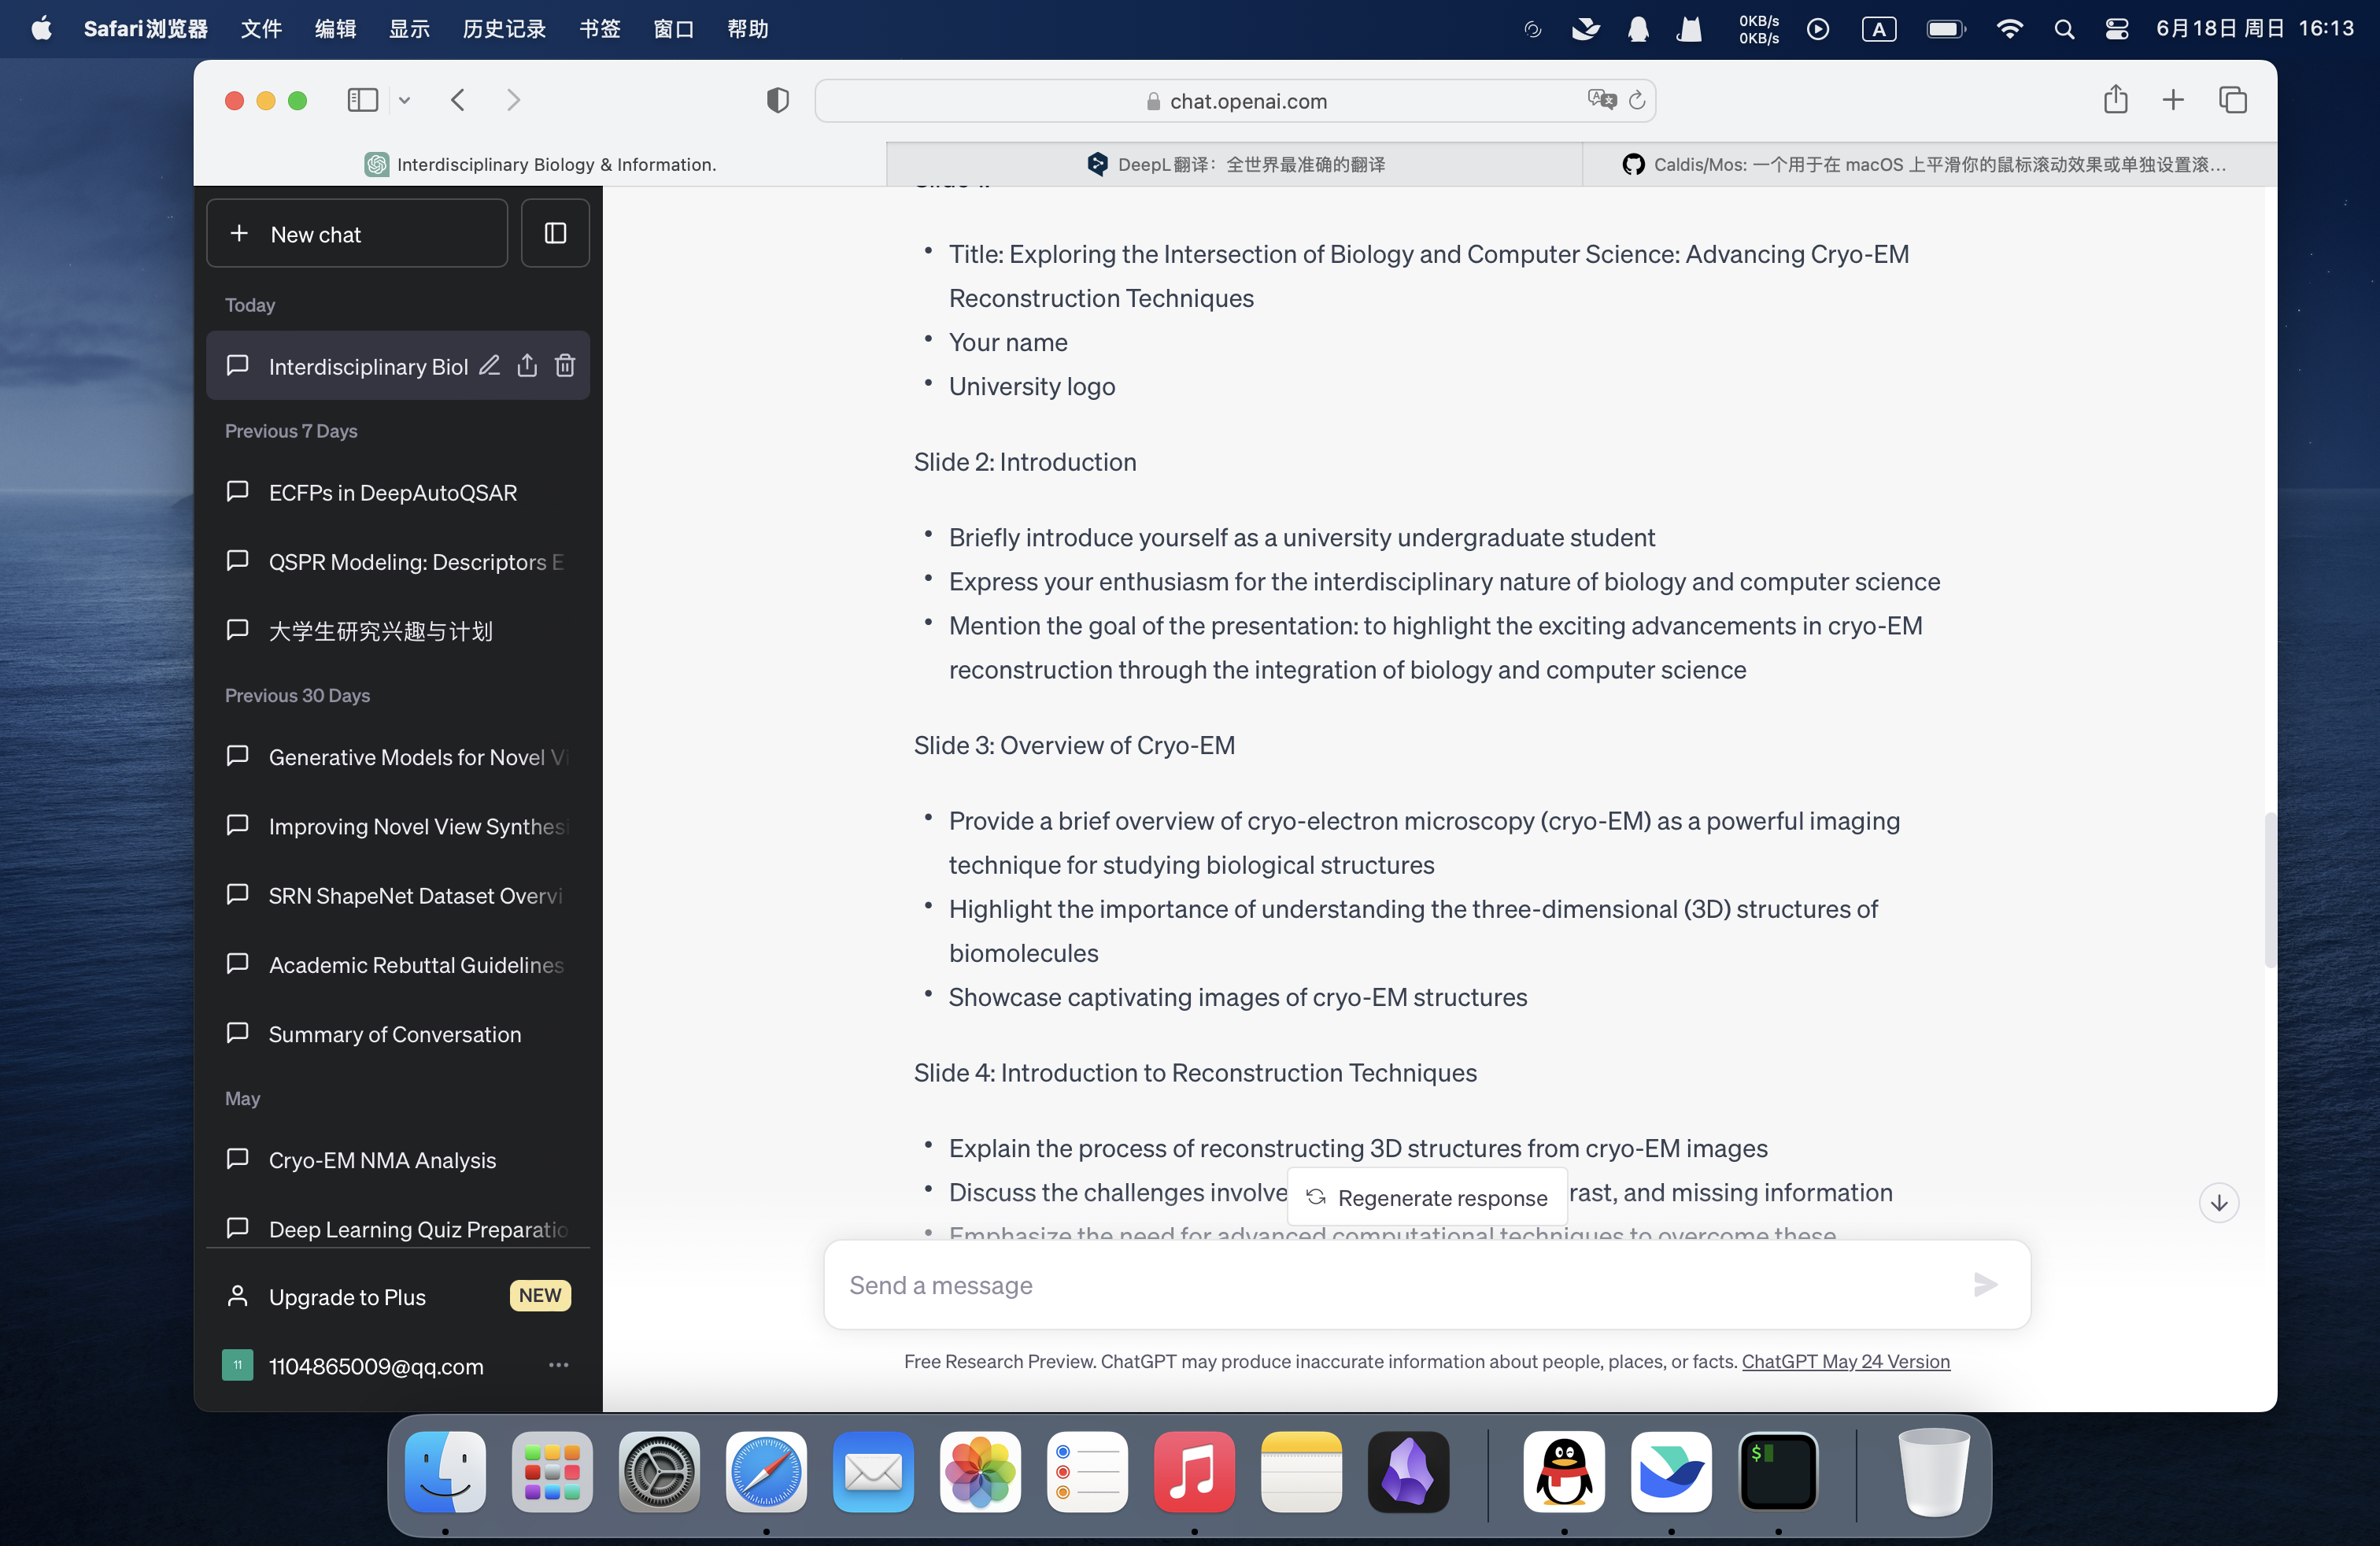 Safari浏览器 文件 编辑 显示 历史记录 书签 窗口 帮助
0KB/s
0KB/s
A
6月18日 周日 16:13
chat.openai.com
Interdisciplinary Biology & Information.
DeepL翻译：全世界最准确的翻译
Caldis/Mos: 一个用于在 macOS 上平滑你的鼠标滚动效果或单独设置滚...
New chat
Today
Interdisciplinary Biol
Previous 7 Days
ECFPs in DeepAutoQSAR
QSPR Modeling: Descriptors E
大学生研究兴趣与计划
Previous 30 Days
Generative Models for Novel Vi
Improving Novel View Synthesi
SRN ShapeNet Dataset Overvi
Academic Rebuttal Guidelines
Summary of Conversation
May
Cryo-EM NMA Analysis
Deep Learning Quiz Preparatio
Upgrade to Plus NEW
11 1104865009@qq.com
• Title: Exploring the Intersection of Biology and Computer Science: Advancing Cryo-EM
Reconstruction Techniques
• Your name
• University logo
Slide 2: Introduction
• Briefly introduce yourself as a university undergraduate student
• Express your enthusiasm for the interdisciplinary nature of biology and computer science
• Mention the goal of the presentation: to highlight the exciting advancements in cryo-EM
reconstruction through the integration of biology and computer science
Slide 3: Overview of Cryo-EM
• Provide a brief overview of cryo-electron microscopy (cryo-EM) as a powerful imaging
technique for studying biological structures
• Highlight the importance of understanding the three-dimensional (3D) structures of
biomolecules
• Showcase captivating images of cryo-EM structures
Slide 4: Introduction to Reconstruction Techniques
• Explain the process of reconstructing 3D structures from cryo-EM images
• Discuss the challenges involve rast, and missing information
Regenerate response
• Emphasize the need for advanced computational techniques to overcome these
Send a message
Free Research Preview. ChatGPT may produce inaccurate information about people, places, or facts. ChatGPT May 24 Version
$